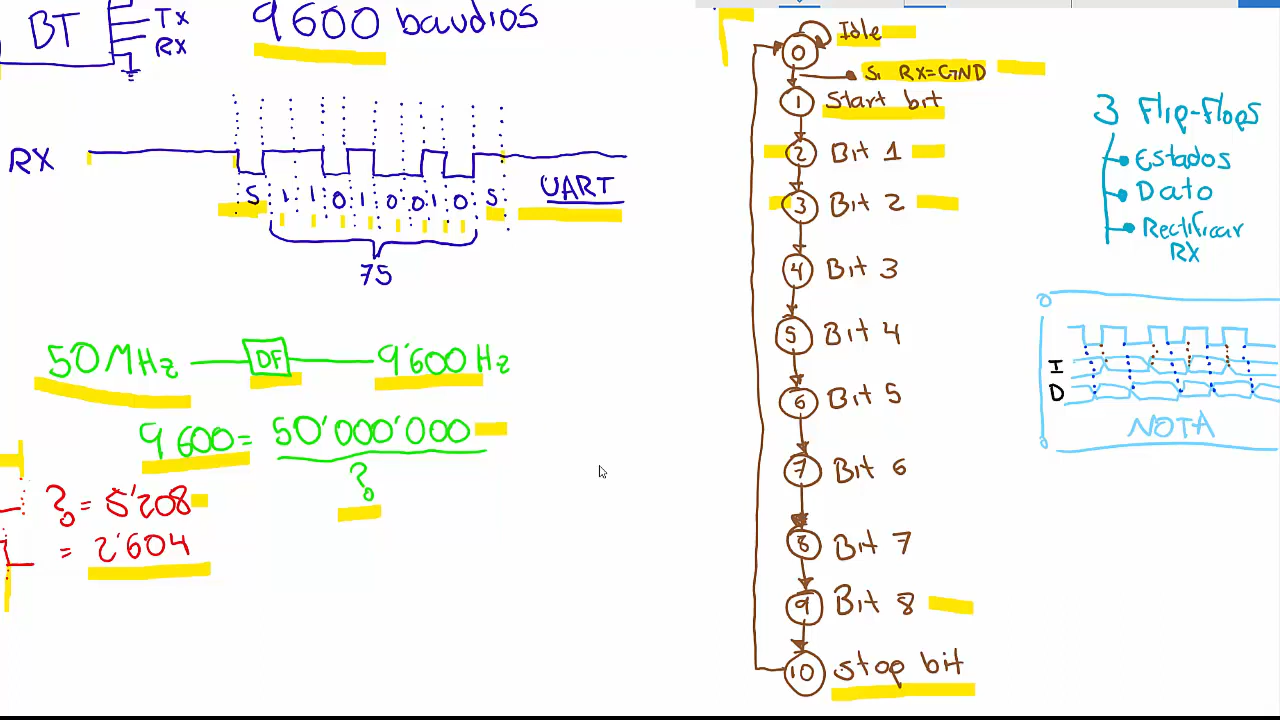 BT
Tx
RX
9600 baudios
RX
S 1 1 0 1 0 0 1 0 S
UART
75
50MHz DF 9'600Hz
9600 = 50'000'000
?
? = 5'208
= 2'604
0 Idle
Si RX=GND
1 Start bit
2 Bit 1
3 Bit 2
4 Bit 3
5 Bit 4
6 Bit 5
7 Bit 6
8 Bit 7
9 Bit 8
10 stop bit
3 Flip-Flops
Estados
Dato
Rectificar
RX
I
D
NOTA